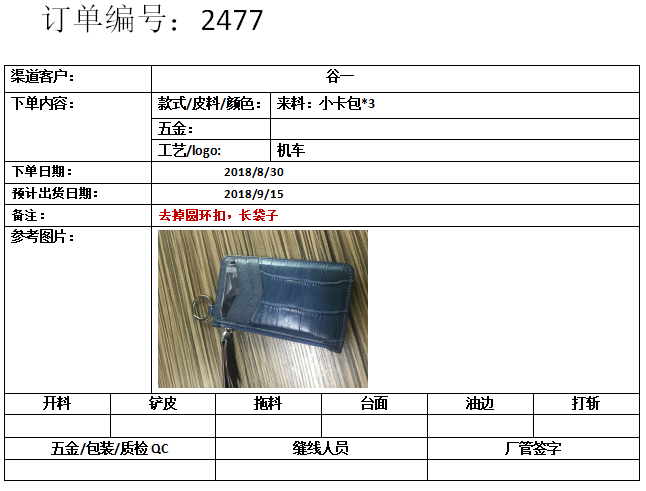 订单编号：2477
渠道客户： 谷一
下单内容： 款式/皮料/颜色： 来料：小卡包*3
五金：
工艺/logo: 机车
下单日期： 2018/8/30
预计出货日期： 2018/9/15
备注： 去掉圆环扣，长袋子
参考图片：
开料 铲皮 拖料 台面 油边 打斩
五金/包装/质检 QC 缝线人员 厂管签字